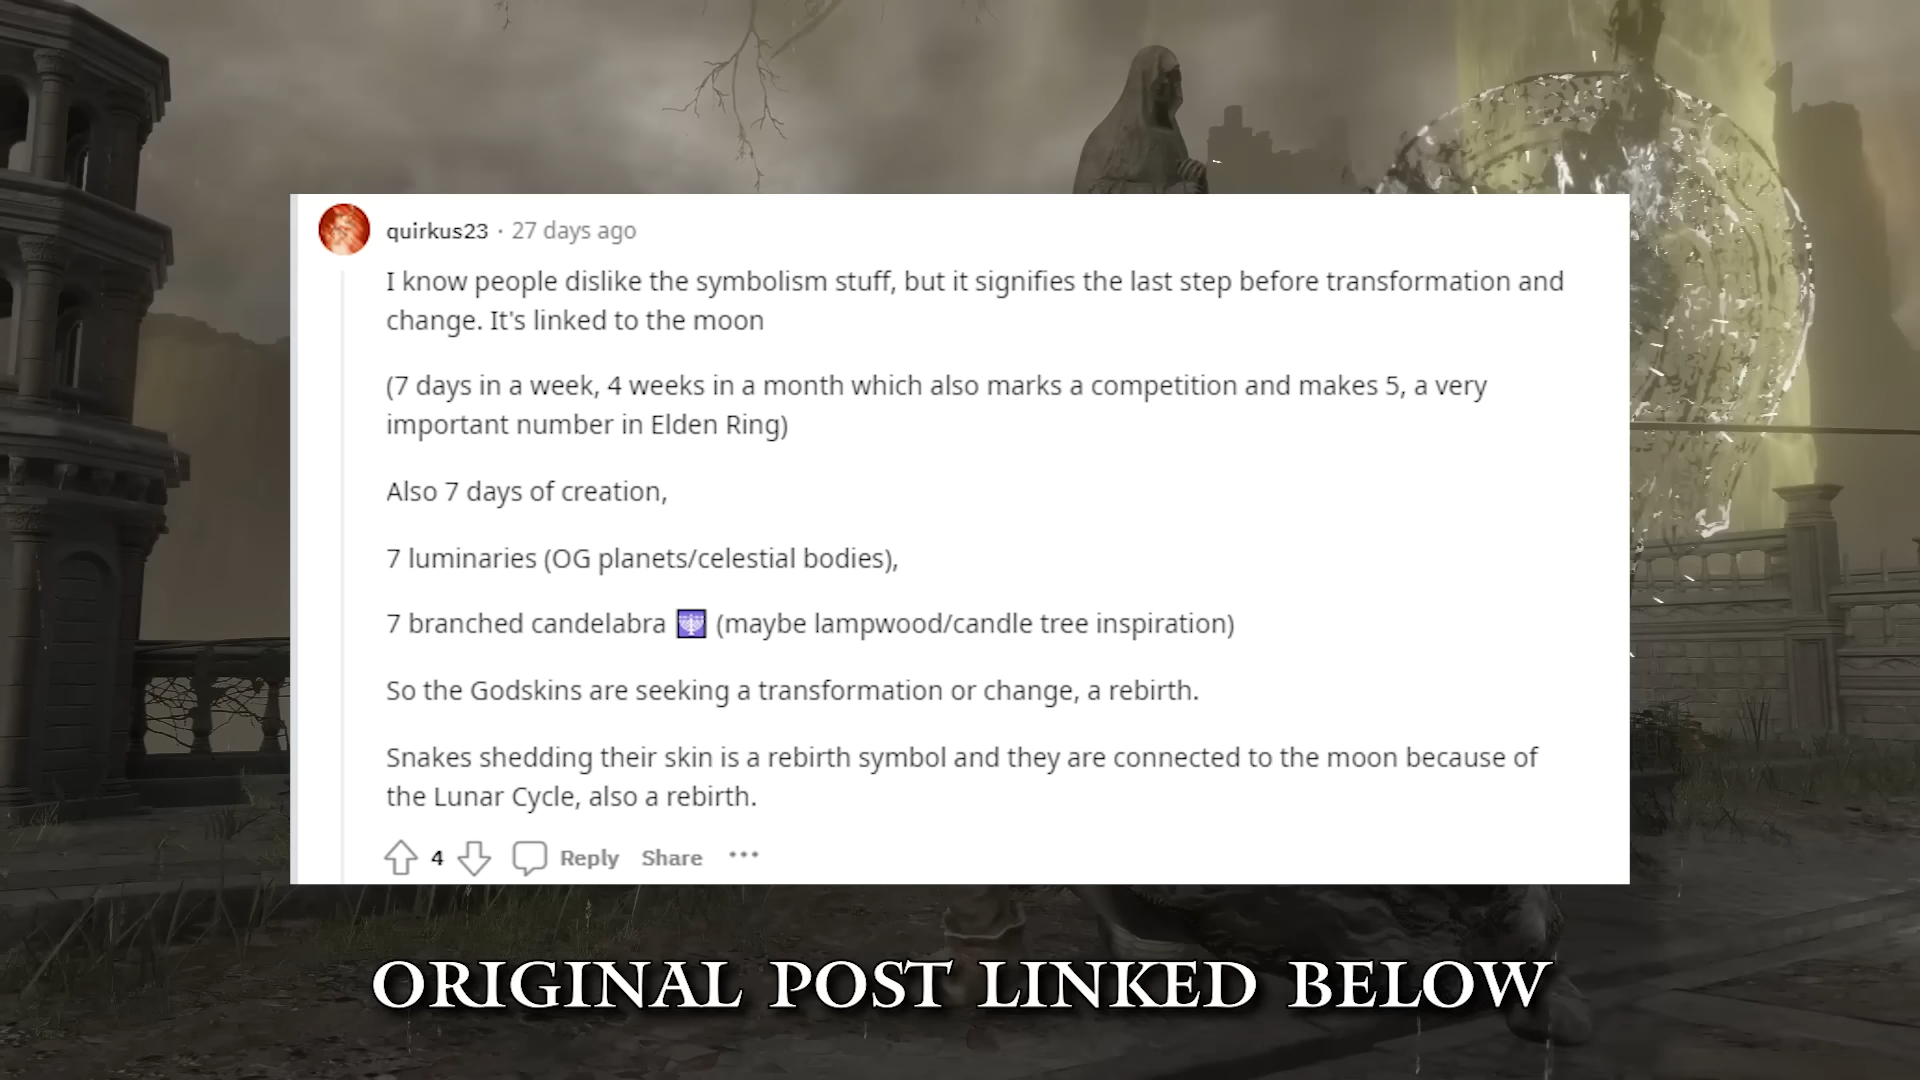 quirkus23 · 27 days ago
I know people dislike the symbolism stuff, but it signifies the last step before transformation and
change. It's linked to the moon
(7 days in a week, 4 weeks in a month which also marks a competition and makes 5, a very
important number in Elden Ring)
Also 7 days of creation,
7 luminaries (OG planets/celestial bodies),
7 branched candelabra 🕎 (maybe lampwood/candle tree inspiration)
So the Godskins are seeking a transformation or change, a rebirth.
Snakes shedding their skin is a rebirth symbol and they are connected to the moon because of
the Lunar Cycle, also a rebirth.
4 Reply Share ···
ORIGINAL POST LINKED BELOW